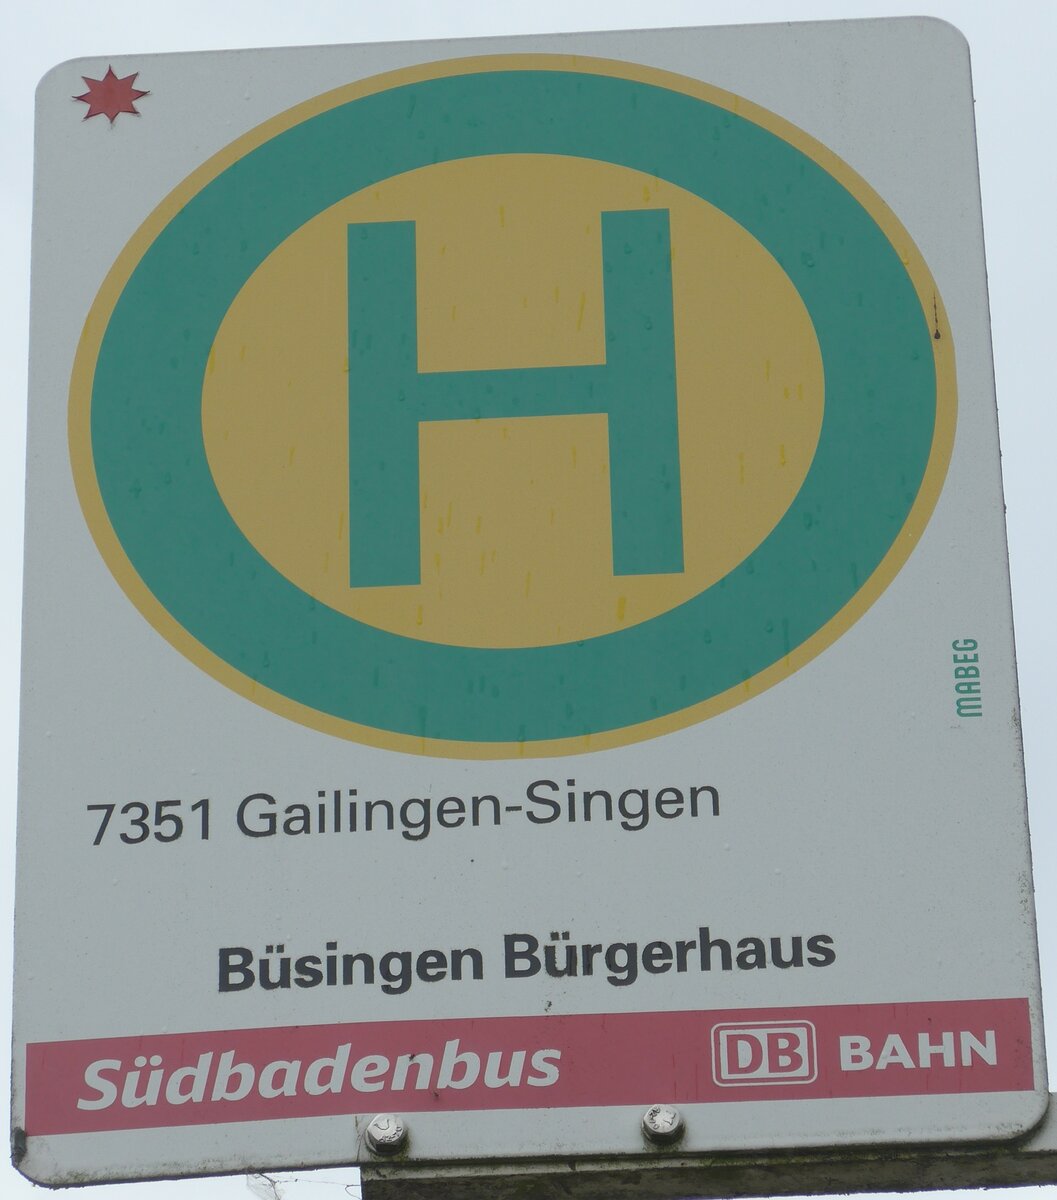 H
MABEG
7351 Gailingen-Singen
Büsingen Bürgerhaus
Südbadenbus DB BAHN